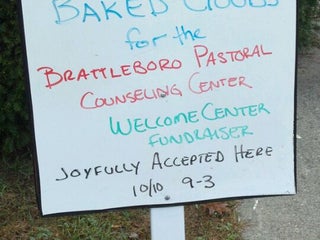 BAKED GOODS
for the
BRATTLEBORO PASTORAL
COUNSELING CENTER
WELCOME CENTER
FUNDRAISER
JOYFULLY ACCEPTED HERE
10/10 9-3